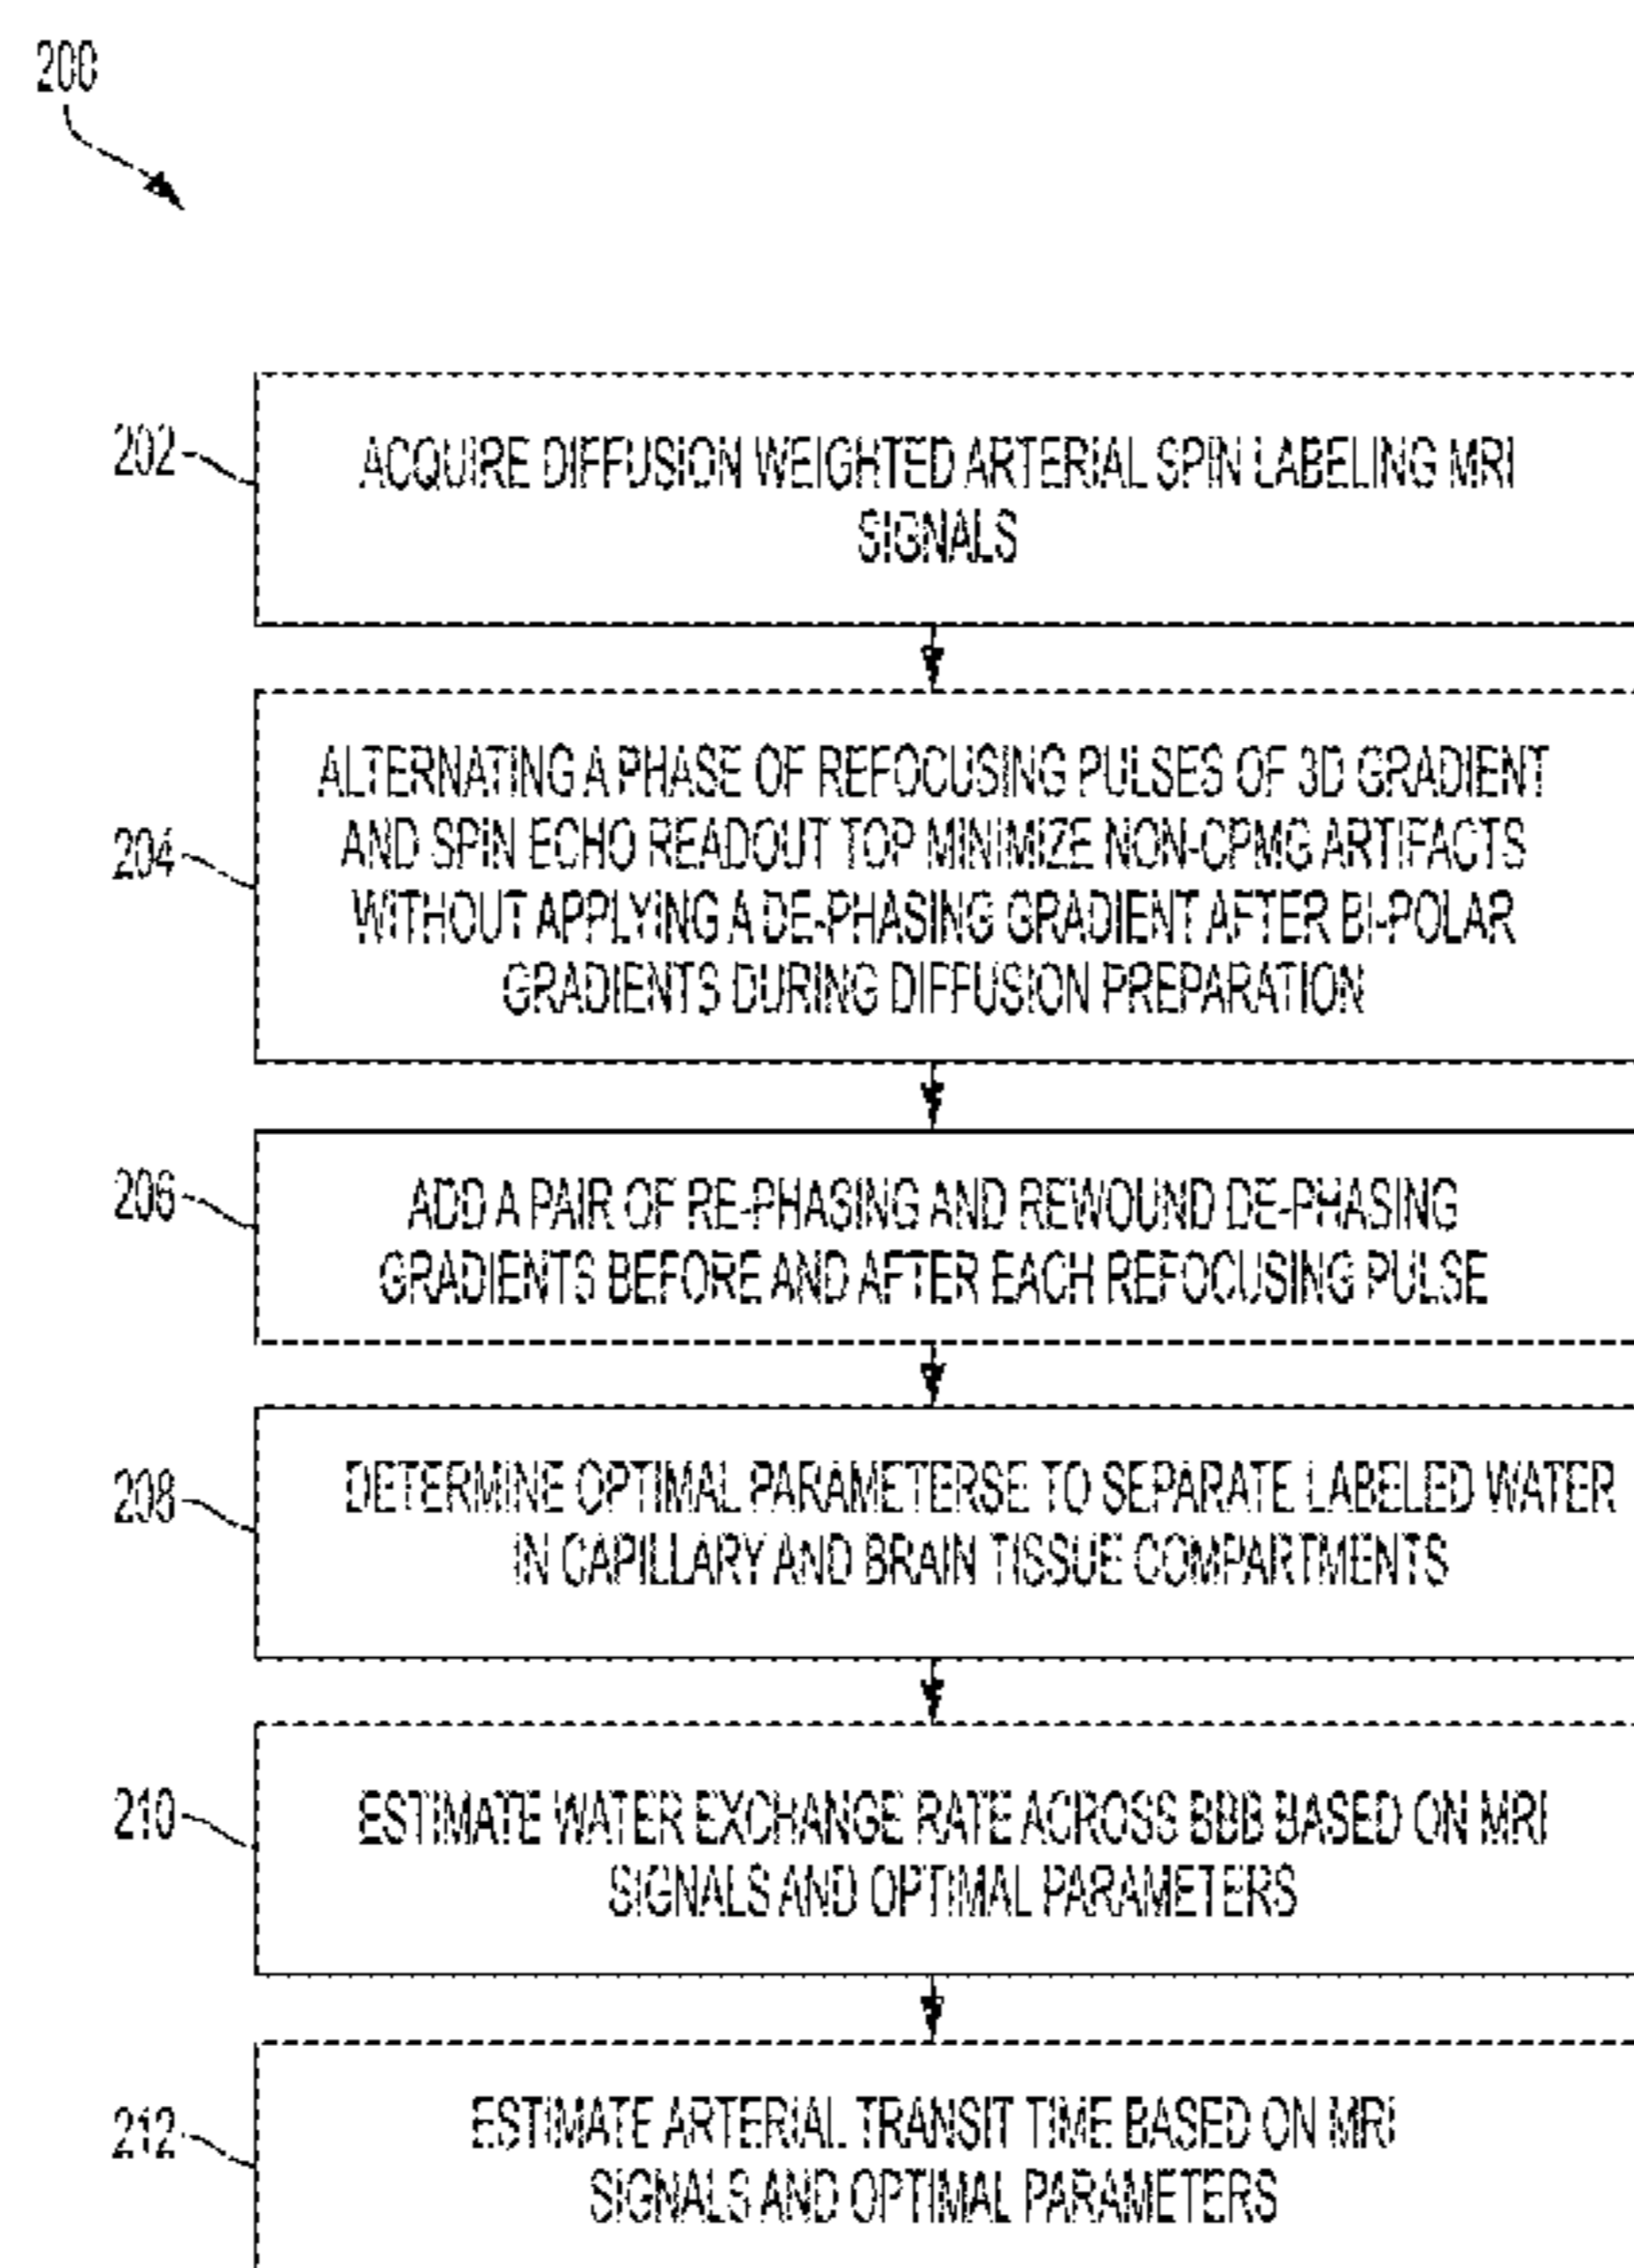 200
202
ACQUIRE DIFFUSION WEIGHTED ARTERIAL SPIN LABELING MRI
SIGNALS
204
ALTERNATING A PHASE OF REFOCUSING PULSES OF 3D GRADIENT
AND SPIN ECHO READOUT TOP MINIMIZE NON-CPMG ARTIFACTS
WITHOUT APPLYING A DE-PHASING GRADIENT AFTER BI-POLAR
GRADIENTS DURING DIFFUSION PREPARATION
206
ADD A PAIR OF RE-PHASING AND REWOUND DE-PHASING
GRADIENTS BEFORE AND AFTER EACH REFOCUSING PULSE
208
DETERMINE OPTIMAL PARAMETERSE TO SEPARATE LABELED WATER
IN CAPILLARY AND BRAIN TISSUE COMPARTMENTS
210
ESTIMATE WATER EXCHANGE RATE ACROSS BBB BASED ON MRI
SIGNALS AND OPTIMAL PARAMETERS
212
ESTIMATE ARTERIAL TRANSIT TIME BASED ON MRI
SIGNALS AND OPTIMAL PARAMETERS